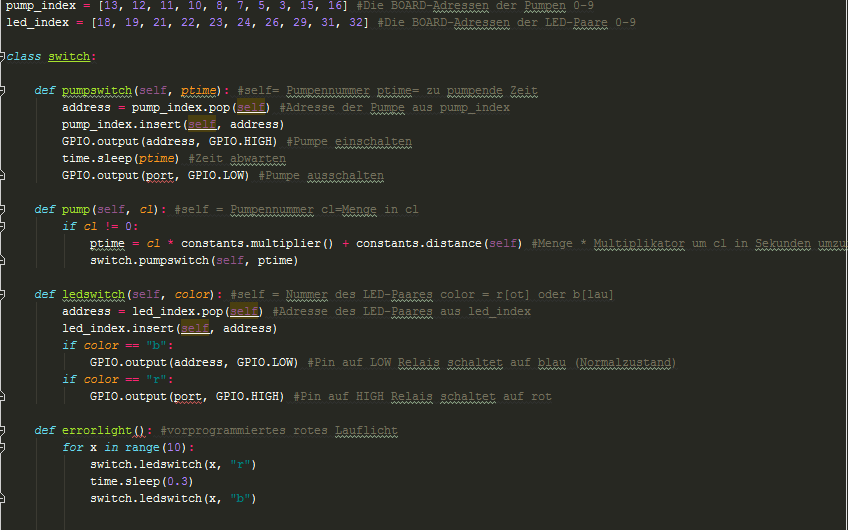 pump_index = [13, 12, 11, 10, 8, 7, 5, 3, 15, 16] #Die BOARD-Adressen der Pumpen 0-9
led_index = [18, 19, 21, 22, 23, 24, 26, 29, 31, 32] #Die BOARD-Adressen der LED-Paare 0-9
class switch:
def pumpswitch(self, ptime): #self= Pumpennummer ptime= zu pumpende Zeit
address = pump_index.pop(self) #Adresse der Pumpe aus pump_index
pump_index.insert(self, address)
GPIO.output(address, GPIO.HIGH) #Pumpe einschalten
time.sleep(ptime) #Zeit abwarten
GPIO.output(port, GPIO.LOW) #Pumpe ausschalten
def pump(self, cl): #self = Pumpennummer cl=Menge in cl
if cl != 0:
ptime = cl * constants.multiplier() + constants.distance(self) #Menge * Multiplikator um cl in Sekunden umzu
switch.pumpswitch(self, ptime)
def ledswitch(self, color): #self = Nummer des LED-Paares color = r[ot] oder b[lau]
address = led_index.pop(self) #Adresse des LED-Paares aus led_index
led_index.insert(self, address)
if color == "b":
GPIO.output(address, GPIO.LOW) #Pin auf LOW Relais schaltet auf blau (Normalzustand)
if color == "r":
GPIO.output(port, GPIO.HIGH) #Pin auf HIGH Relais schaltet auf rot
def errorlight(): #vorprogrammiertes rotes Lauflicht
for x in range(10):
switch.ledswitch(x, "r")
time.sleep(0.3)
switch.ledswitch(x, "b")